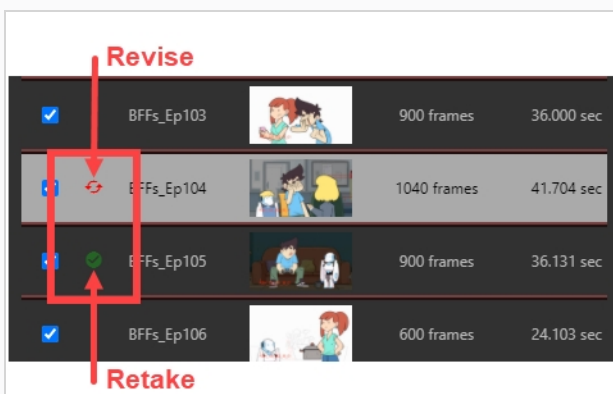 Revise
BFFs_Ep103 900 frames 36.000 sec
BFFs_Ep104 1040 frames 41.704 sec
BFFs_Ep105 900 frames 36.131 sec
BFFs_Ep106 600 frames 24.103 sec
Retake